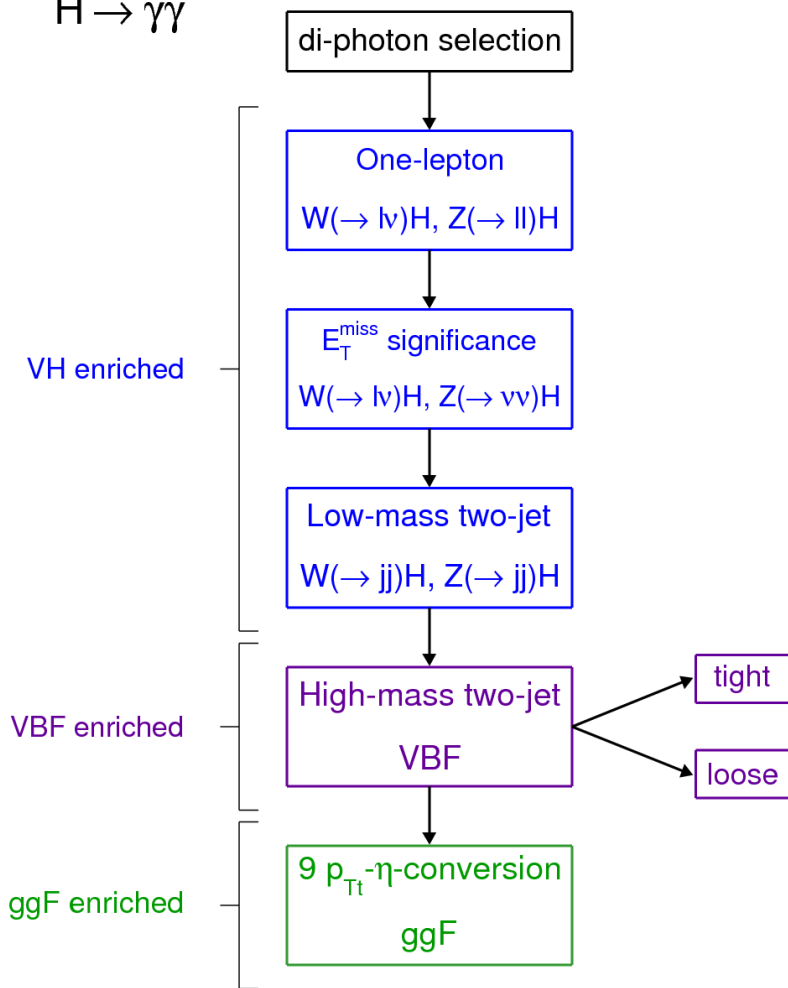 H → γγ
di-photon selection
One-lepton
W(→ lν)H, Z(→ ll)H
E_T^miss significance
W(→ lν)H, Z(→ νν)H
VH enriched
Low-mass two-jet
W(→ jj)H, Z(→ jj)H
High-mass two-jet
VBF
VBF enriched
tight
loose
9 p_Tt-η-conversion
ggF
ggF enriched